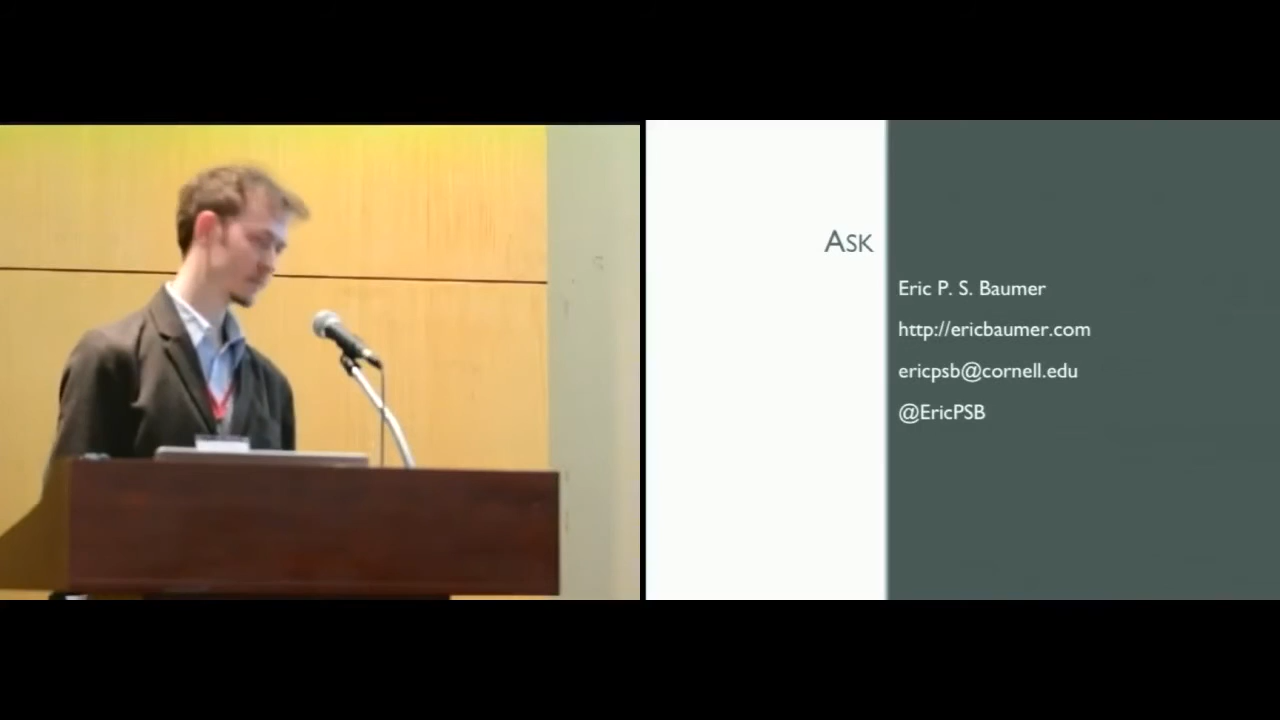 Ask
Eric P. S. Baumer
http://ericbaumer.com
ericpsb@cornell.edu
@EricPSB